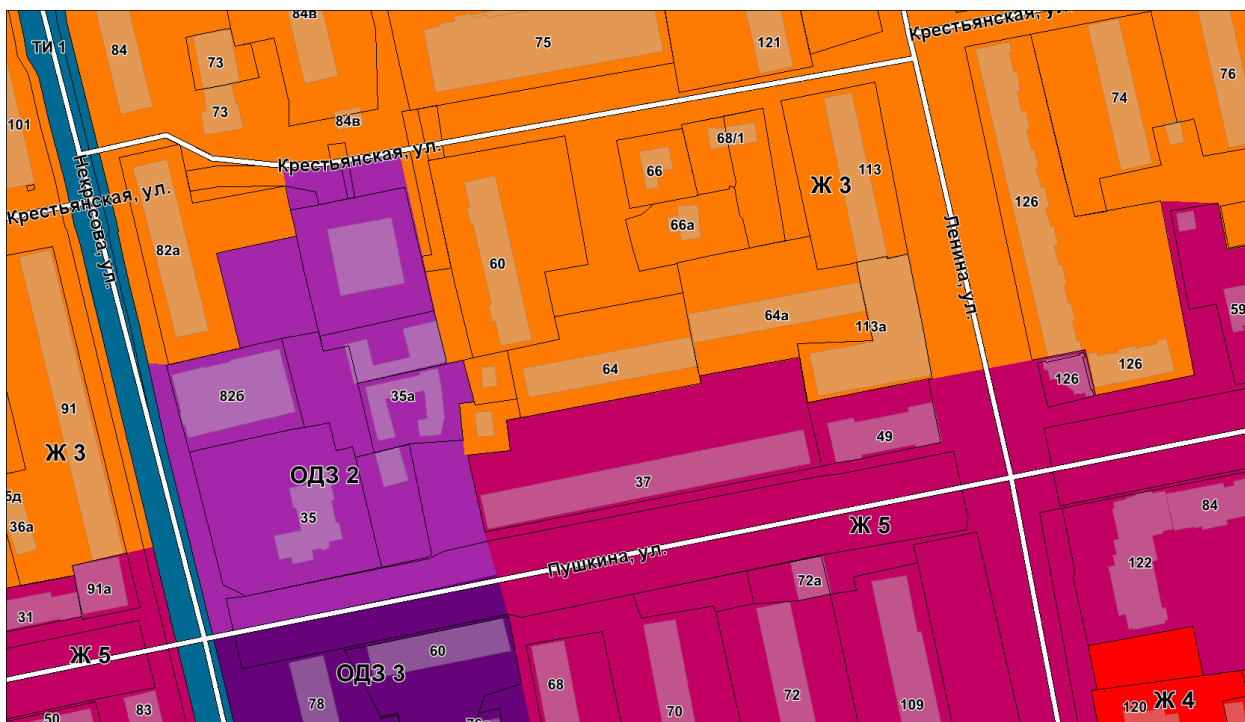 84в
Крестьянская, ул.
ТИ 1
84
75
121
73
76
74
73
101
84в
68/1
Крестьянская, ул.
66
113
Ж 3
Некрасова, ул.
Крестьянская, ул.
126
66а
Ленина, ул.
82а
60
59
64а
113а
64
126
126
82б
35а
91
49
Ж 3
ОДЗ 2
37
84
35
36а
Ж 5
Пушкина, ул.
122
72а
91а
31
60
Ж 5
ОДЗ 3
68
72
78
109
70
120
Ж 4
83
50